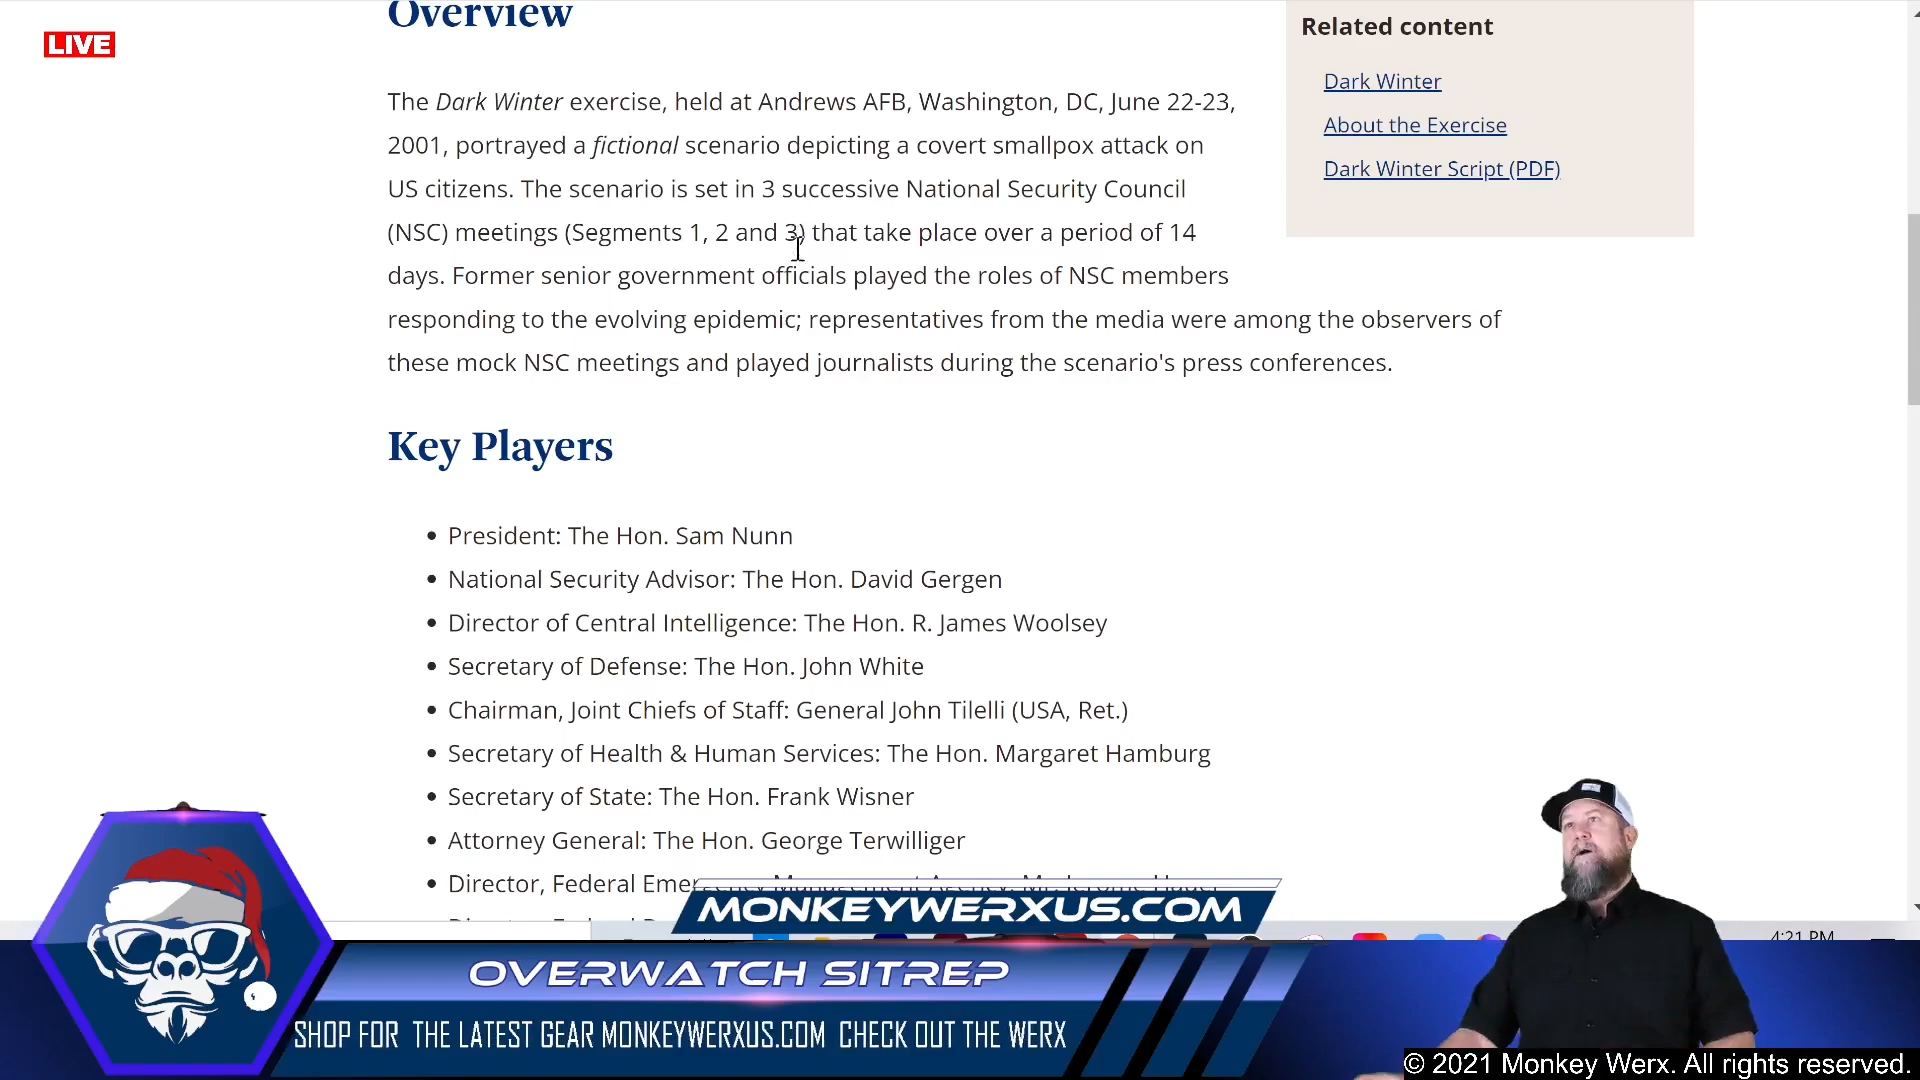 Overview
LIVE
The Dark Winter exercise, held at Andrews AFB, Washington, DC, June 22-23,
2001, portrayed a fictional scenario depicting a covert smallpox attack on
US citizens. The scenario is set in 3 successive National Security Council
(NSC) meetings (Segments 1, 2 and 3) that take place over a period of 14
days. Former senior government officials played the roles of NSC members
responding to the evolving epidemic; representatives from the media were among the observers of
these mock NSC meetings and played journalists during the scenario's press conferences.
Related content
Dark Winter
About the Exercise
Dark Winter Script (PDF)
Key Players
• President: The Hon. Sam Nunn
• National Security Advisor: The Hon. David Gergen
• Director of Central Intelligence: The Hon. R. James Woolsey
• Secretary of Defense: The Hon. John White
• Chairman, Joint Chiefs of Staff: General John Tilelli (USA, Ret.)
• Secretary of Health & Human Services: The Hon. Margaret Hamburg
• Secretary of State: The Hon. Frank Wisner
• Attorney General: The Hon. George Terwilliger
• Director, Federal Emergency Management Agency: Mr. Jerome Hauer
MONKEYWERXUS.COM
4:21 PM
OVERWATCH SITREP
SHOP FOR THE LATEST GEAR MONKEYWERXUS.COM CHECK OUT THE WERX
© 2021 Monkey Werx. All rights reserved.